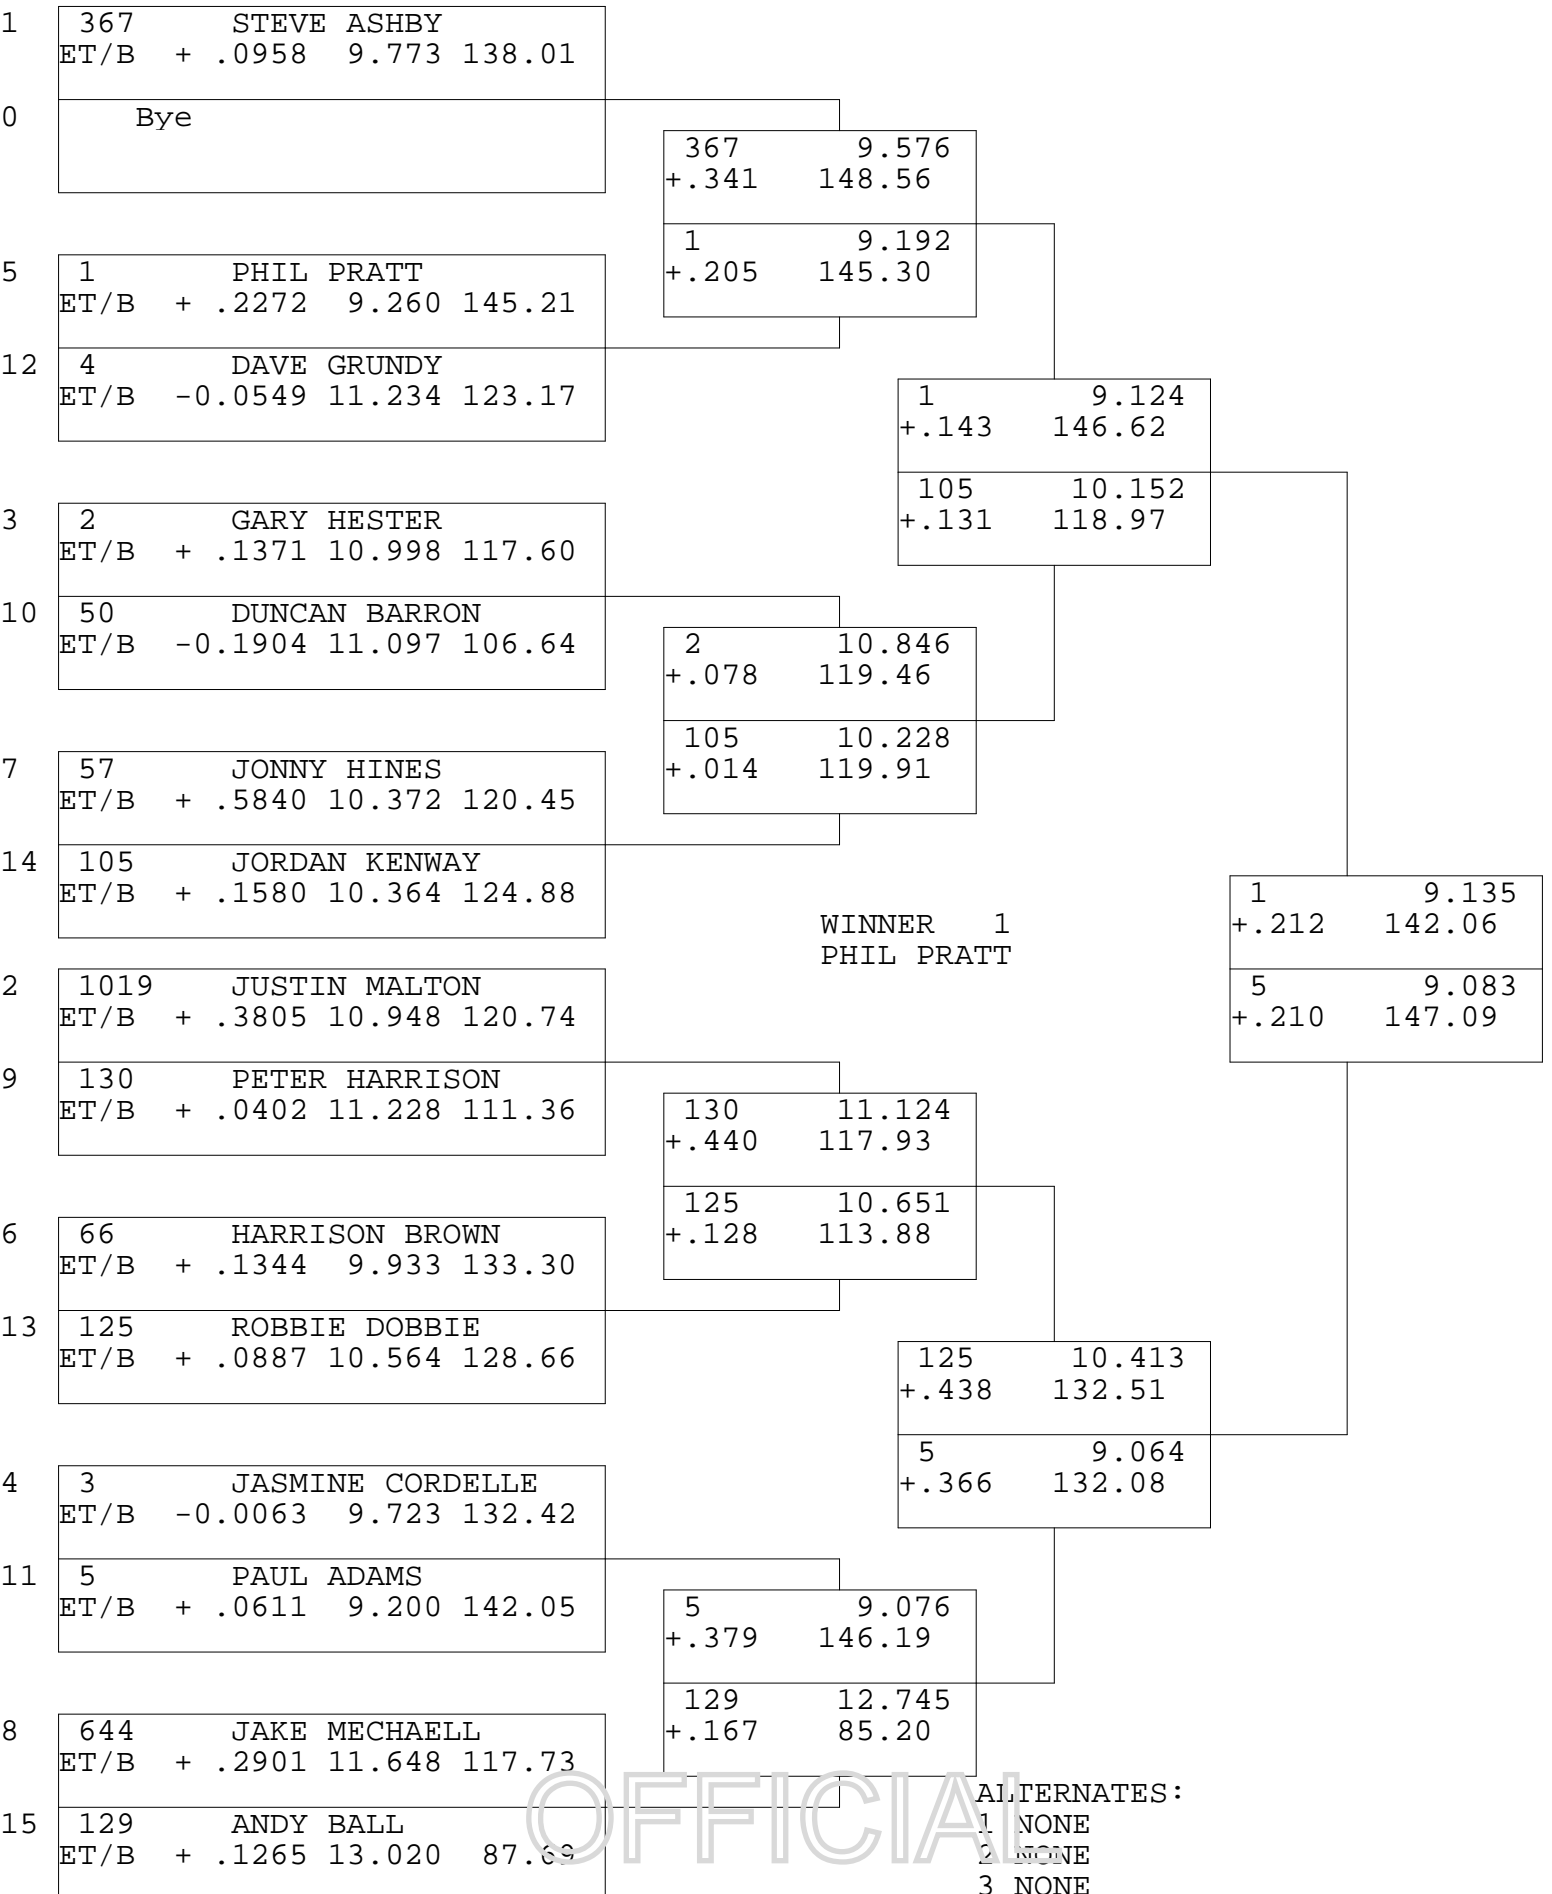 1 367 STEVE ASHBY
ET/B + .0958 9.773 138.01
0 Bye
367 9.576
+.341 148.56
1 9.192
+.205 145.30
5 1 PHIL PRATT
ET/B + .2272 9.260 145.21
12 4 DAVE GRUNDY
ET/B -0.0549 11.234 123.17
1 9.124
+.143 146.62
105 10.152
+.131 118.97
3 2 GARY HESTER
ET/B + .1371 10.998 117.60
10 50 DUNCAN BARRON
ET/B -0.1904 11.097 106.64
2 10.846
+.078 119.46
105 10.228
+.014 119.91
7 57 JONNY HINES
ET/B + .5840 10.372 120.45
14 105 JORDAN KENWAY
ET/B + .1580 10.364 124.88
WINNER 1
PHIL PRATT
1 9.135
+.212 142.06
5 9.083
+.210 147.09
2 1019 JUSTIN MALTON
ET/B + .3805 10.948 120.74
9 130 PETER HARRISON
ET/B + .0402 11.228 111.36
130 11.124
+.440 117.93
125 10.651
+.128 113.88
6 66 HARRISON BROWN
ET/B + .1344 9.933 133.30
13 125 ROBBIE DOBBIE
ET/B + .0887 10.564 128.66
125 10.413
+.438 132.51
5 9.064
+.366 132.08
4 3 JASMINE CORDELLE
ET/B -0.0063 9.723 132.42
11 5 PAUL ADAMS
ET/B + .0611 9.200 142.05
5 9.076
+.379 146.19
129 12.745
+.167 85.20
8 644 JAKE MECHAELL
ET/B + .2901 11.648 117.73
15 129 ANDY BALL
ET/B + .1265 13.020 87.69
OFFICIAL
ALTERNATES:
1 NONE
2 NONE
3 NONE